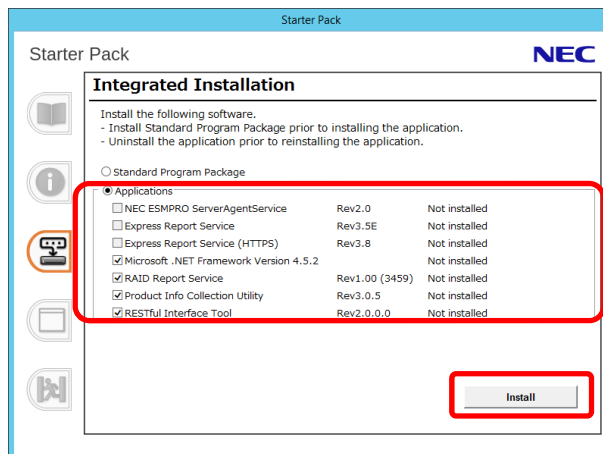 Starter Pack
Starter Pack
NEC
Integrated Installation
Install the following software.
- Install Standard Program Package prior to installing the application.
- Uninstall the application prior to reinstalling the application.
Standard Program Package
Applications
NEC ESMPRO ServerAgentService Rev2.0 Not installed
Express Report Service Rev3.5E Not installed
Express Report Service (HTTPS) Rev3.8 Not installed
Microsoft .NET Framework Version 4.5.2 Not installed
RAID Report Service Rev1.00 (3459) Not installed
Product Info Collection Utility Rev3.0.5 Not installed
RESTful Interface Tool Rev2.0.0.0 Not installed
Install